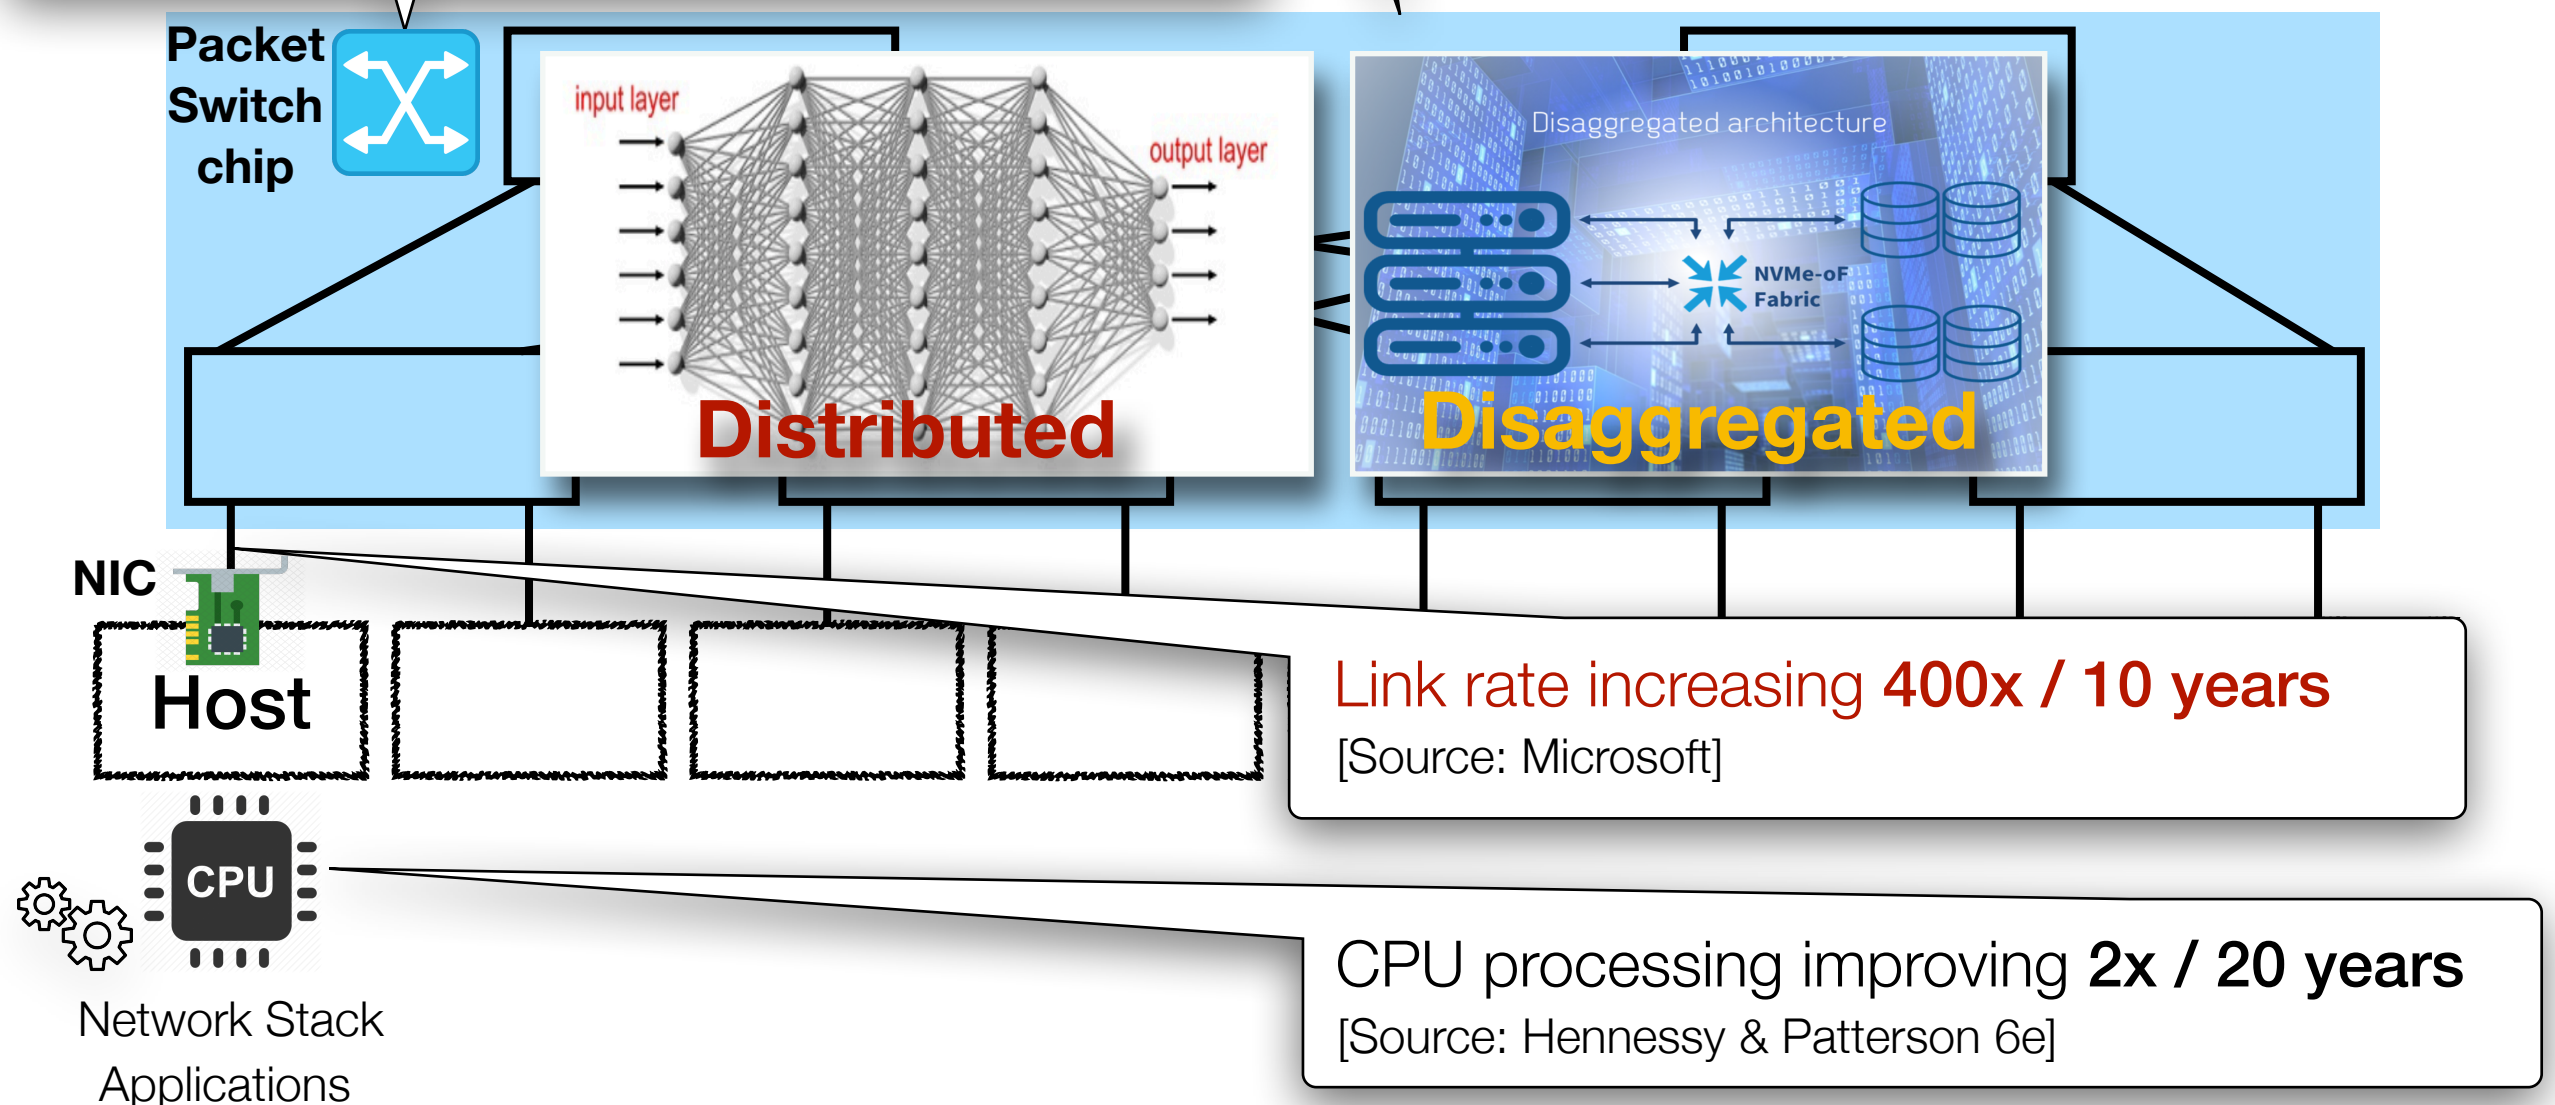 Packet
Switch
chip
input layer
output layer
Distributed
Disaggregated architecture
NVMe-oF
Fabric
Disaggregated
NIC
Host
Link rate increasing 400x / 10 years
[Source: Microsoft]
CPU
CPU processing improving 2x / 20 years
[Source: Hennessy & Patterson 6e]
Network Stack
Applications